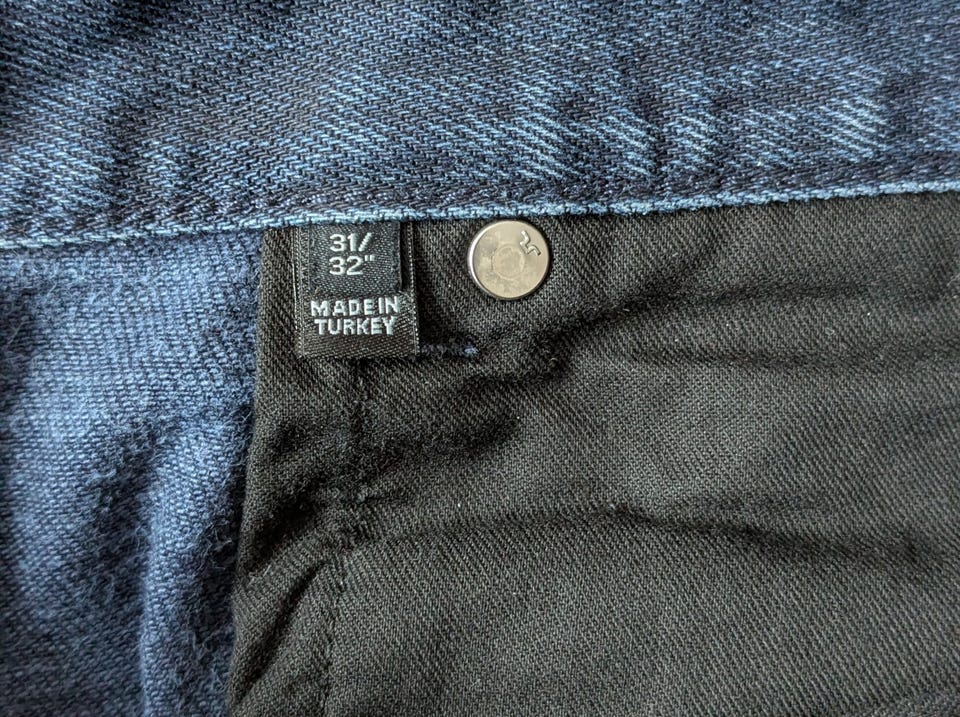 31/
32"
MADE IN
TURKEY